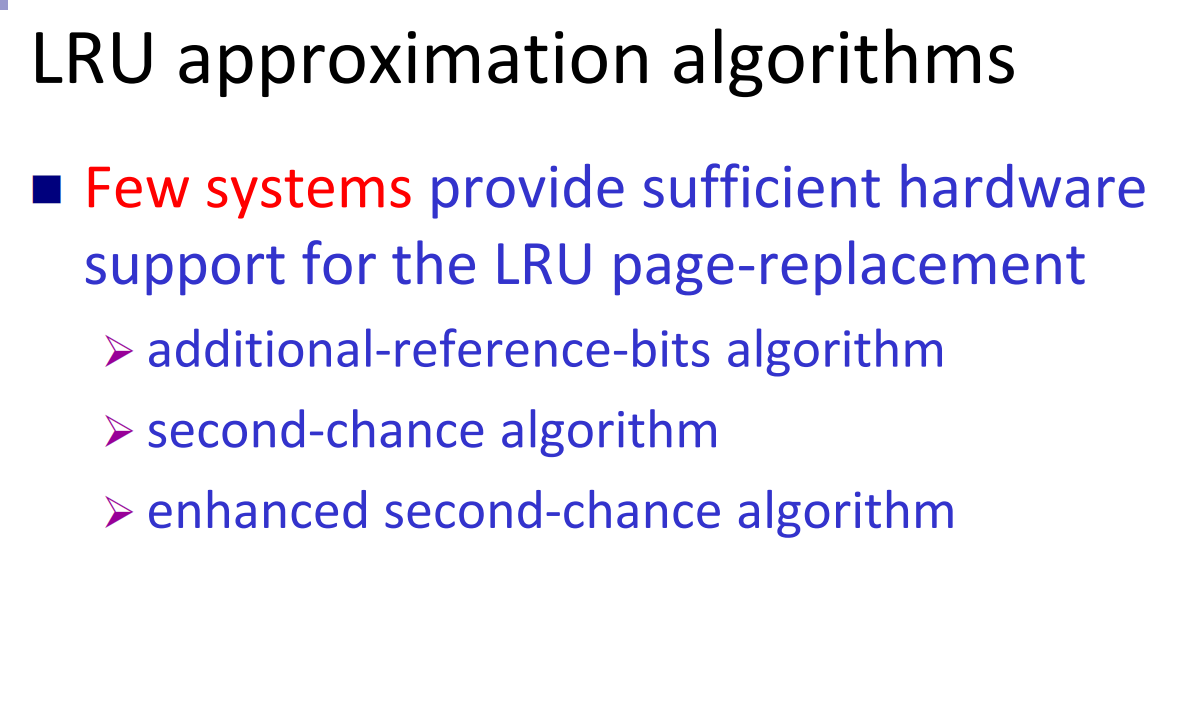 LRU approximation algorithms
Few systems provide sufficient hardware
support for the LRU page-replacement
additional-reference-bits algorithm
second-chance algorithm
enhanced second-chance algorithm